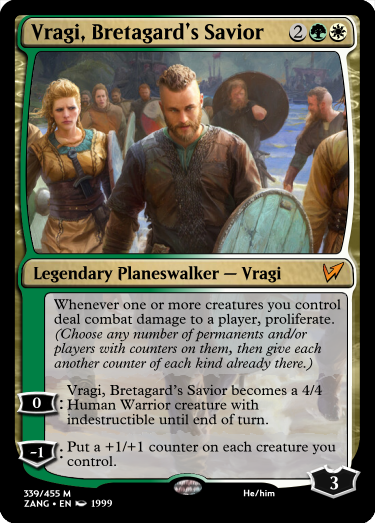 Vragi, Bretagard's Savior 2
Legendary Planeswalker — Vragi
Whenever one or more creatures you control
deal combat damage to a player, proliferate.
(Choose any number of permanents and/or
players with counters on them, then give each
another counter of each kind already there.)
0 : Vragi, Bretagard's Savior becomes a 4/4
Human Warrior creature with
indestructible until end of turn.
-1 : Put a +1/+1 counter on each creature you
control.
3
339/455 M He/him
ZANG • EN 1999